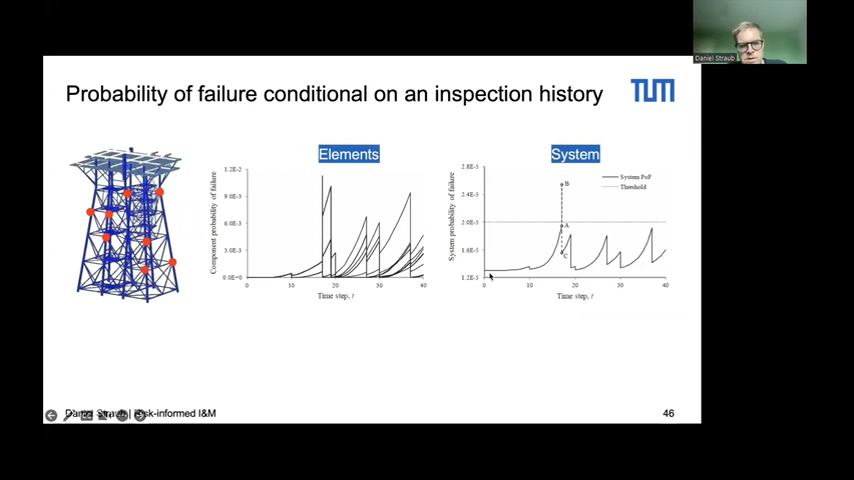 Daniel Straub
Probability of failure conditional on an inspection history
TUM
Elements
System
1.2E-2
9.0E-3
6.0E-3
3.0E-3
0.0E+0
Component probability of failure
0 10 20 30 40
Time step, t
2.8E-5
2.4E-5
2.0E-5
1.6E-5
1.2E-5
System probability of failure
System PoF
Threshold
B
A
C
0 10 20 30 40
Time step, t
Daniel Straub | Risk-informed I&M
46